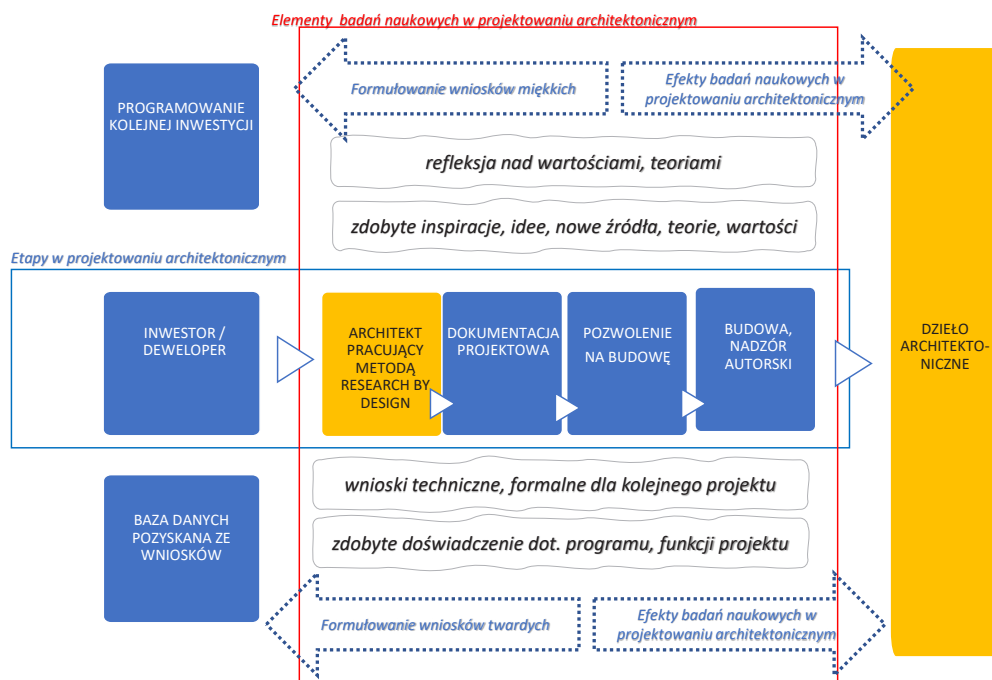 Elementy badań naukowych w projektowaniu architektonicznym
PROGRAMOWANIE
KOLEJNEJ INWESTYCJI
Formułowanie wniosków miękkich
Efekty badań naukowych w
projektowaniu architektonicznym
refleksja nad wartościami, teoriami
zdobyte inspiracje, idee, nowe źródła, teorie, wartości
Etapy w projektowaniu architektonicznym
INWESTOR /
DEWELOPER
ARCHITEKT
PRACUJĄCY
METODĄ
RESEARCH BY
DESIGN
DOKUMENTACJA
PROJEKTOWA
POZWOLENIE
NA BUDOWĘ
BUDOWA,
NADZÓR
AUTORSKI
DZIEŁO
ARCHITEKTO-
NICZNE
BAZA DANYCH
POZYSKANA ZE
WNIOSKÓW
wnioski techniczne, formalne dla kolejnego projektu
zdobyte doświadczenie dot. programu, funkcji projektu
Formułowanie wniosków twardych
Efekty badań naukowych w
projektowaniu architektonicznym